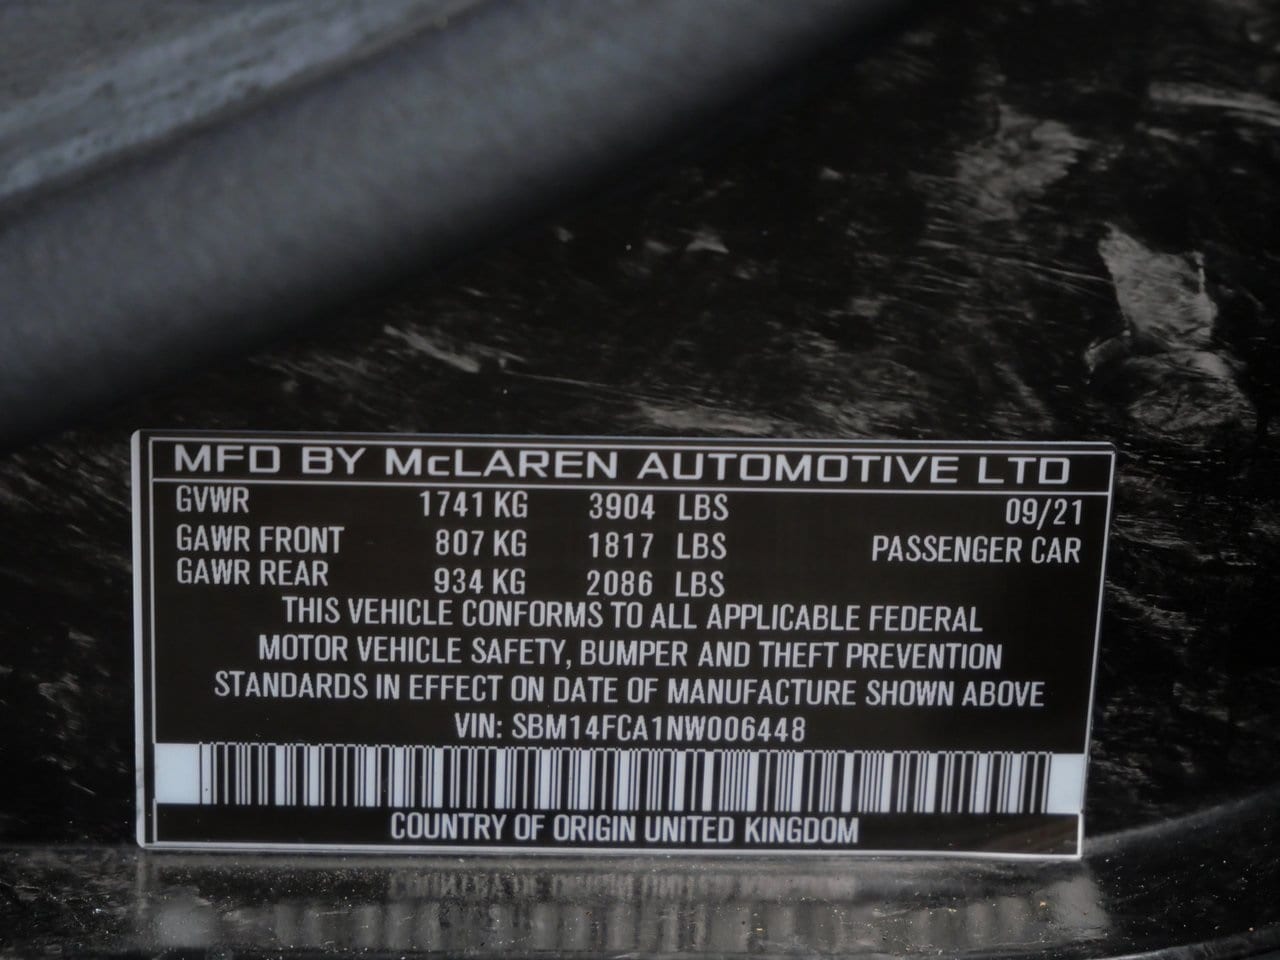 MFD BY McLAREN AUTOMOTIVE LTD
GVWR 1741 KG 3904 LBS 09/21
GAWR FRONT 807 KG 1817 LBS PASSENGER CAR
GAWR REAR 934 KG 2086 LBS
THIS VEHICLE CONFORMS TO ALL APPLICABLE FEDERAL
MOTOR VEHICLE SAFETY, BUMPER AND THEFT PREVENTION
STANDARDS IN EFFECT ON DATE OF MANUFACTURE SHOWN ABOVE
VIN: SBM14FCA1NW006448
COUNTRY OF ORIGIN UNITED KINGDOM